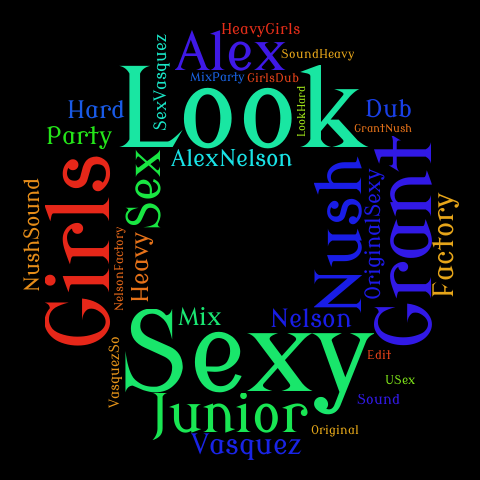 HeavyGirls
Alex
SoundHeavy
SexVasquez
MixParty
GirlsDub
Look
LookHard
Hard
Dub
Party
GrantNush
AlexNelson
Girls
Sex
Nush
Grant
OriginalSexy
NushSound
Factory
NelsonFactory
Heavy
Mix
Nelson
Sexy
VasquezSo
Edit
USex
Junior
Sound
Original
Vasquez